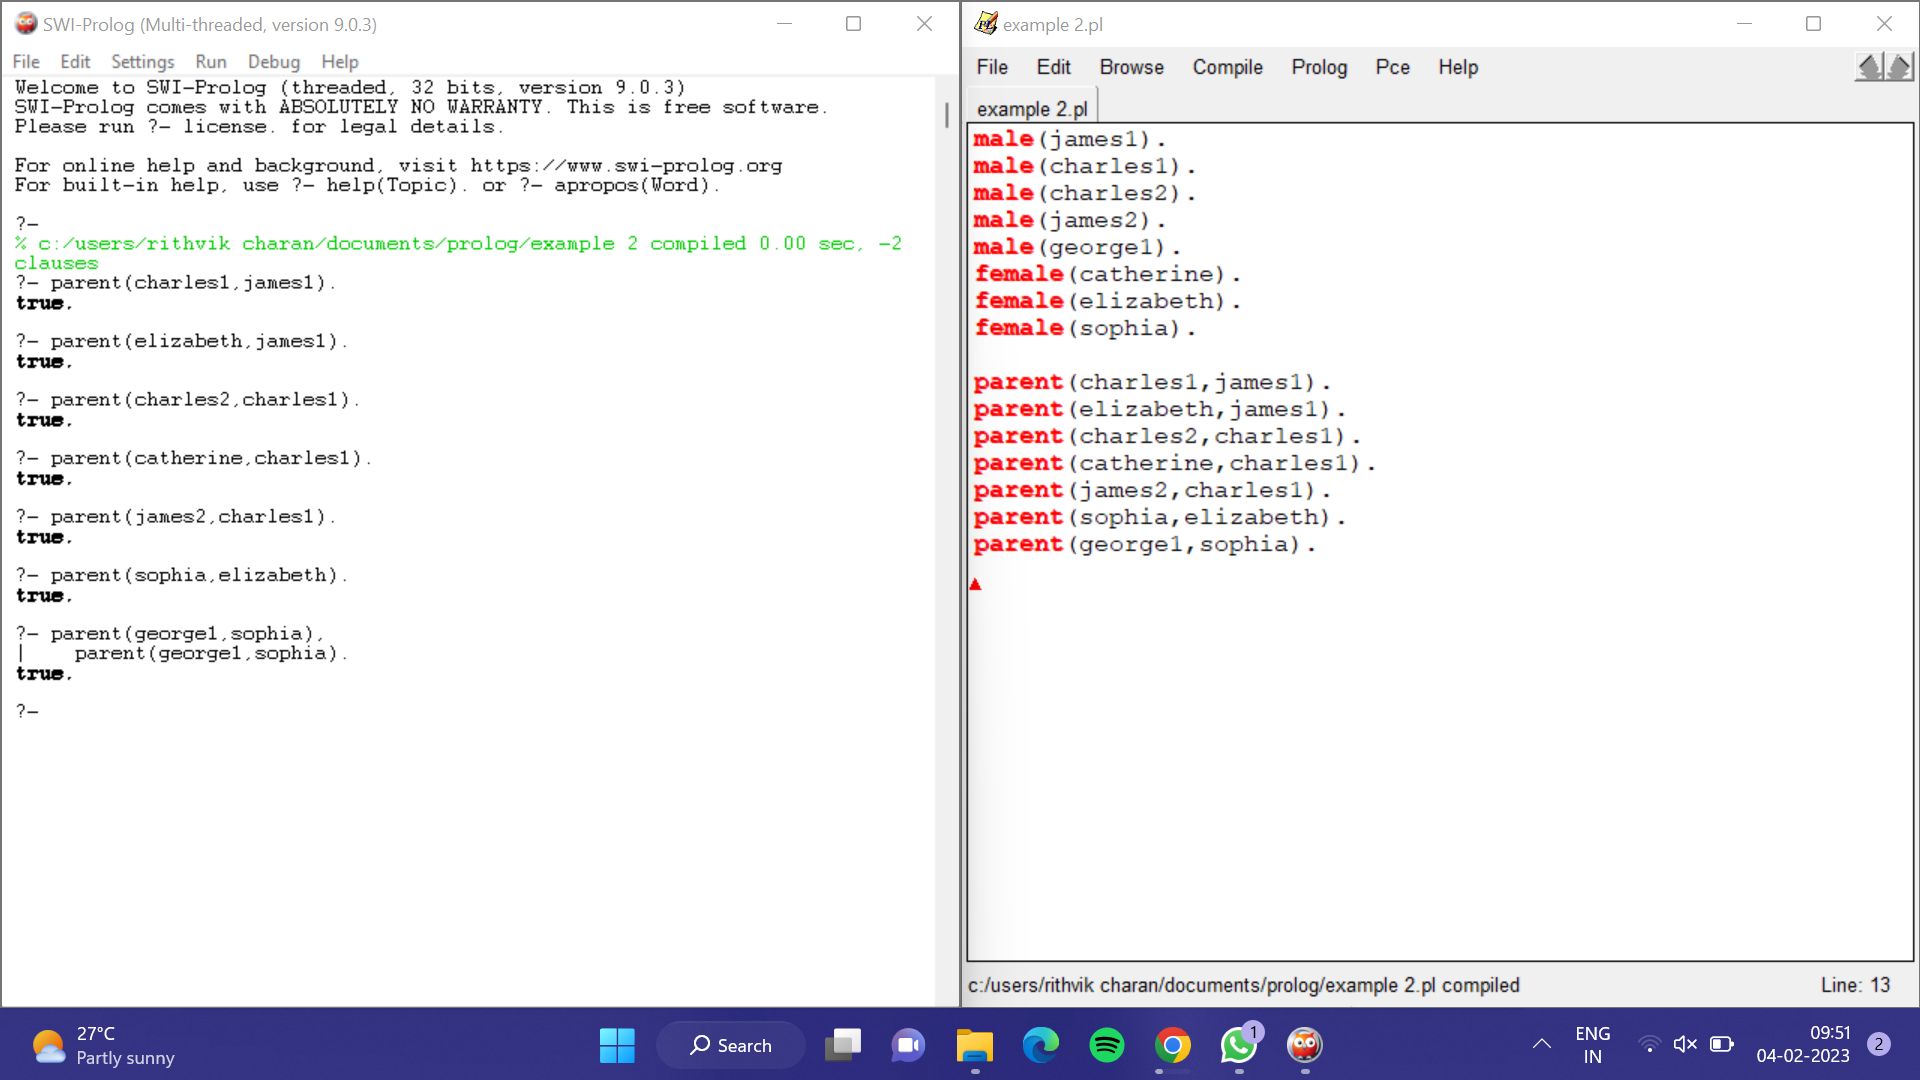 SWI-Prolog (Multi-threaded, version 9.0.3)
File Edit Settings Run Debug Help
Welcome to SWI-Prolog (threaded, 32 bits, version 9.0.3)
SWI-Prolog comes with ABSOLUTELY NO WARRANTY. This is free software.
Please run ?- license. for legal details.
For online help and background, visit https://www.swi-prolog.org
For built-in help, use ?- help(Topic). or ?- apropos(Word).
?-
% c:/users/rithvik charan/documents/prolog/example 2 compiled 0.00 sec, -2
clauses
?- parent(charles1,james1).
true.
?- parent(elizabeth,james1).
true.
?- parent(charles2,charles1).
true.
?- parent(catherine,charles1).
true.
?- parent(james2,charles1).
true.
?- parent(sophia,elizabeth).
true.
?- parent(george1,sophia),
|    parent(george1,sophia).
true.
?-
example 2.pl
File Edit Browse Compile Prolog Pce Help
example 2.pl
male(james1).
male(charles1).
male(charles2).
male(james2).
male(george1).
female(catherine).
female(elizabeth).
female(sophia).
parent(charles1,james1).
parent(elizabeth,james1).
parent(charles2,charles1).
parent(catherine,charles1).
parent(james2,charles1).
parent(sophia,elizabeth).
parent(george1,sophia).
c:/users/rithvik charan/documents/prolog/example 2.pl compiled Line: 13
27°C
Partly sunny
Search
1
ENG
IN
09:51
04-02-2023
2